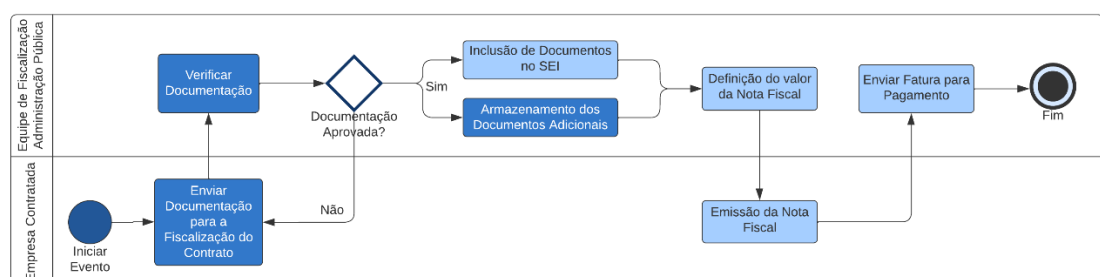 Equipe de Fiscalização
Administração Pública
Verificar
Documentação
Documentação
Aprovada?
Sim
Inclusão de Documentos
no SEI
Armazenamento dos
Documentos Adicionais
Definição do valor
da Nota Fiscal
Enviar Fatura para
Pagamento
Fim
Empresa Contratada
Iniciar
Evento
Enviar
Documentação
para a
Fiscalização do
Contrato
Não
Emissão da Nota
Fiscal